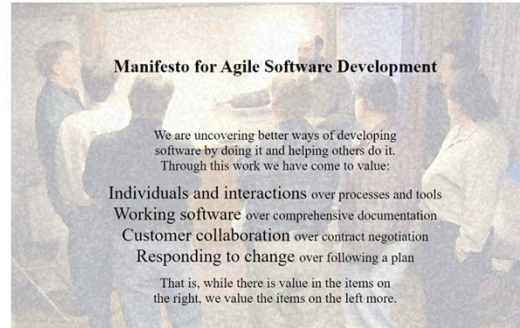 Manifesto for Agile Software Development
We are uncovering better ways of developing
software by doing it and helping others do it.
Through this work we have come to value:
Individuals and interactions over processes and tools
Working software over comprehensive documentation
Customer collaboration over contract negotiation
Responding to change over following a plan
That is, while there is value in the items on
the right, we value the items on the left more.